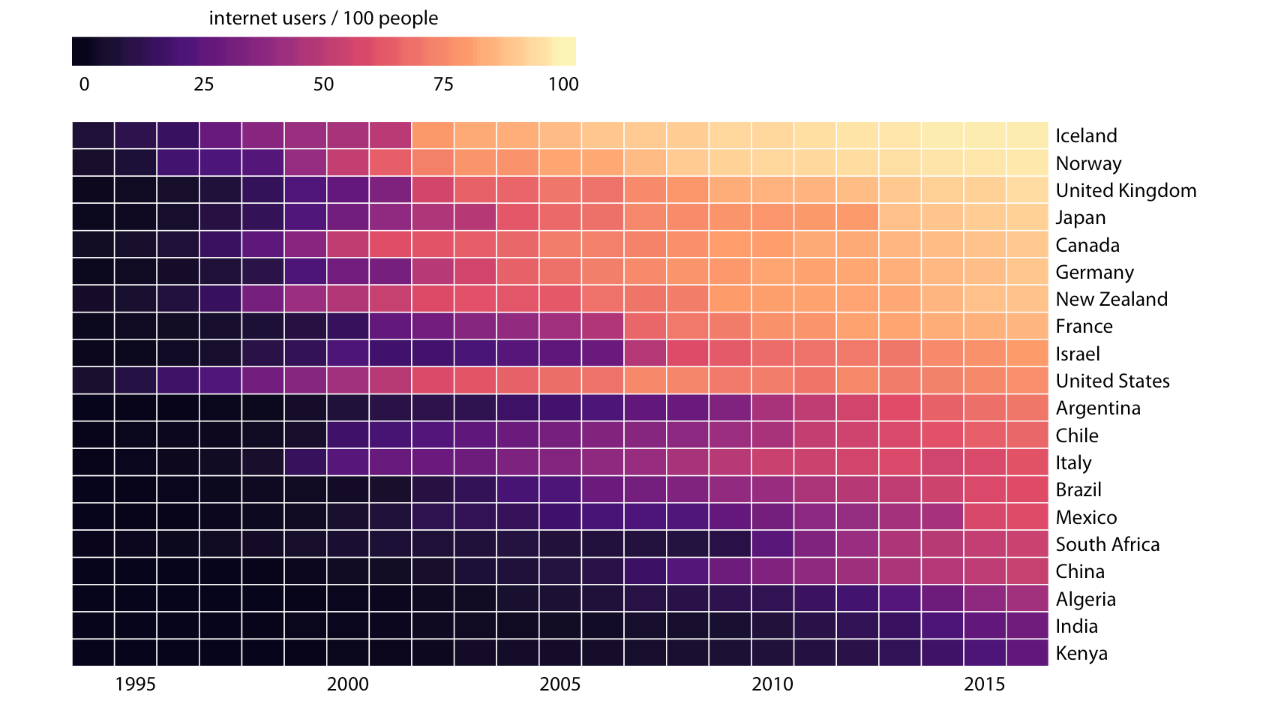 internet users / 100 people
0 25 50 75 100
Iceland
Norway
United Kingdom
Japan
Canada
Germany
New Zealand
France
Israel
United States
Argentina
Chile
Italy
Brazil
Mexico
South Africa
China
Algeria
India
Kenya
1995 2000 2005 2010 2015